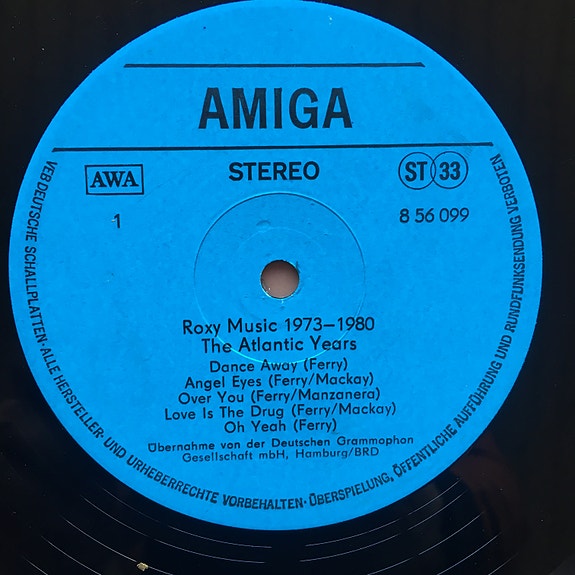 AMIGA
AWA
STEREO
ST 33
1
8 56 099
Roxy Music 1973–1980
The Atlantic Years
Dance Away (Ferry)
Angel Eyes (Ferry/Mackay)
Over You (Ferry/Manzanera)
Love Is The Drug (Ferry/Mackay)
Oh Yeah (Ferry)
Übernahme von der Deutschen Grammophon
Gesellschaft mbH, Hamburg/BRD
VEB DEUTSCHE SCHALLPLATTEN·ALLE HERSTELLER- UND URHEBERRECHTE VORBEHALTEN·ÜBERSPIELUNG, ÖFFENTLICHE AUFFÜHRUNG UND RUNDFUNKSENDUNG VERBOTEN